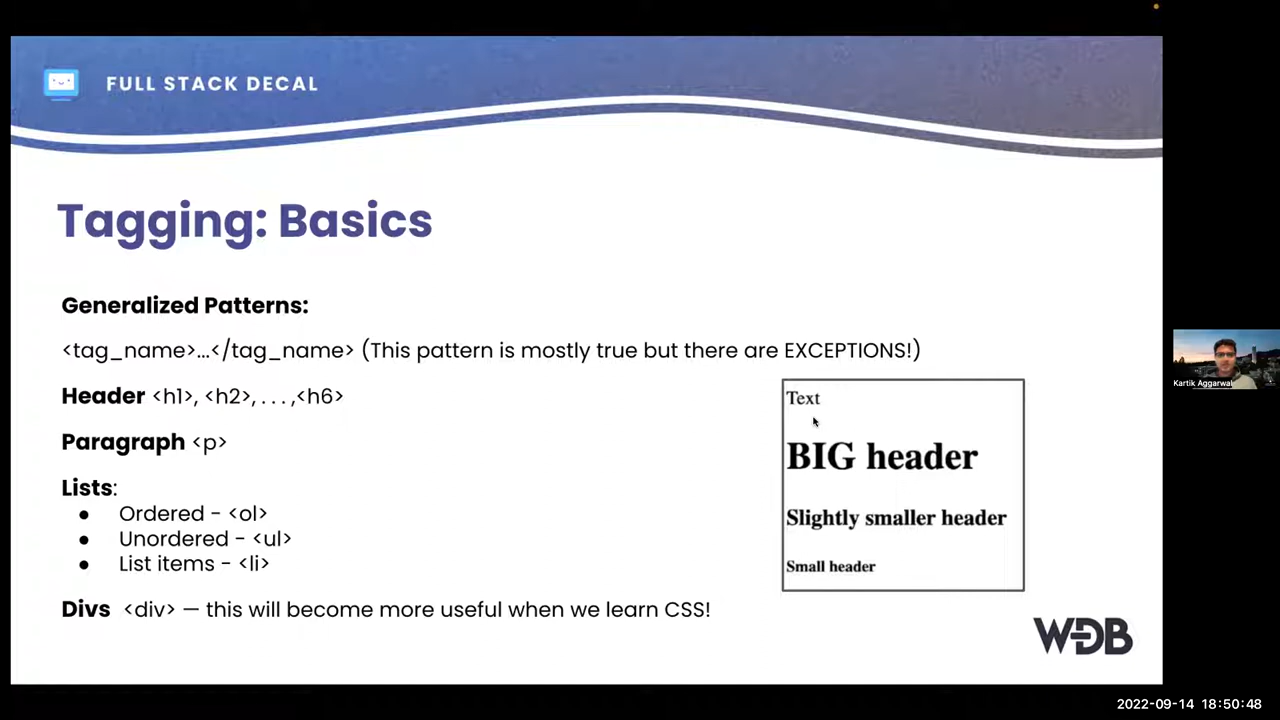 FULL STACK DECAL
Tagging: Basics
Generalized Patterns:
<tag_name>...</tag_name> (This pattern is mostly true but there are EXCEPTIONS!)
Header <h1>, <h2>, . . . ,<h6>
Paragraph <p>
Lists:
● Ordered - <ol>
● Unordered - <ul>
● List items - <li>
Divs <div> — this will become more useful when we learn CSS!
Text
BIG header
Slightly smaller header
Small header
WDB
Kartik Aggarwal
2022-09-14 18:50:48